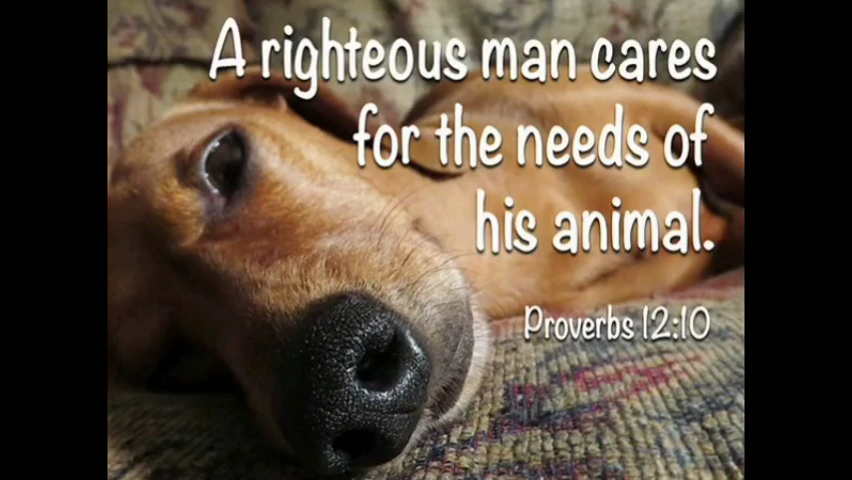 A righteous man cares
for the needs of
his animal.
Proverbs 12:10